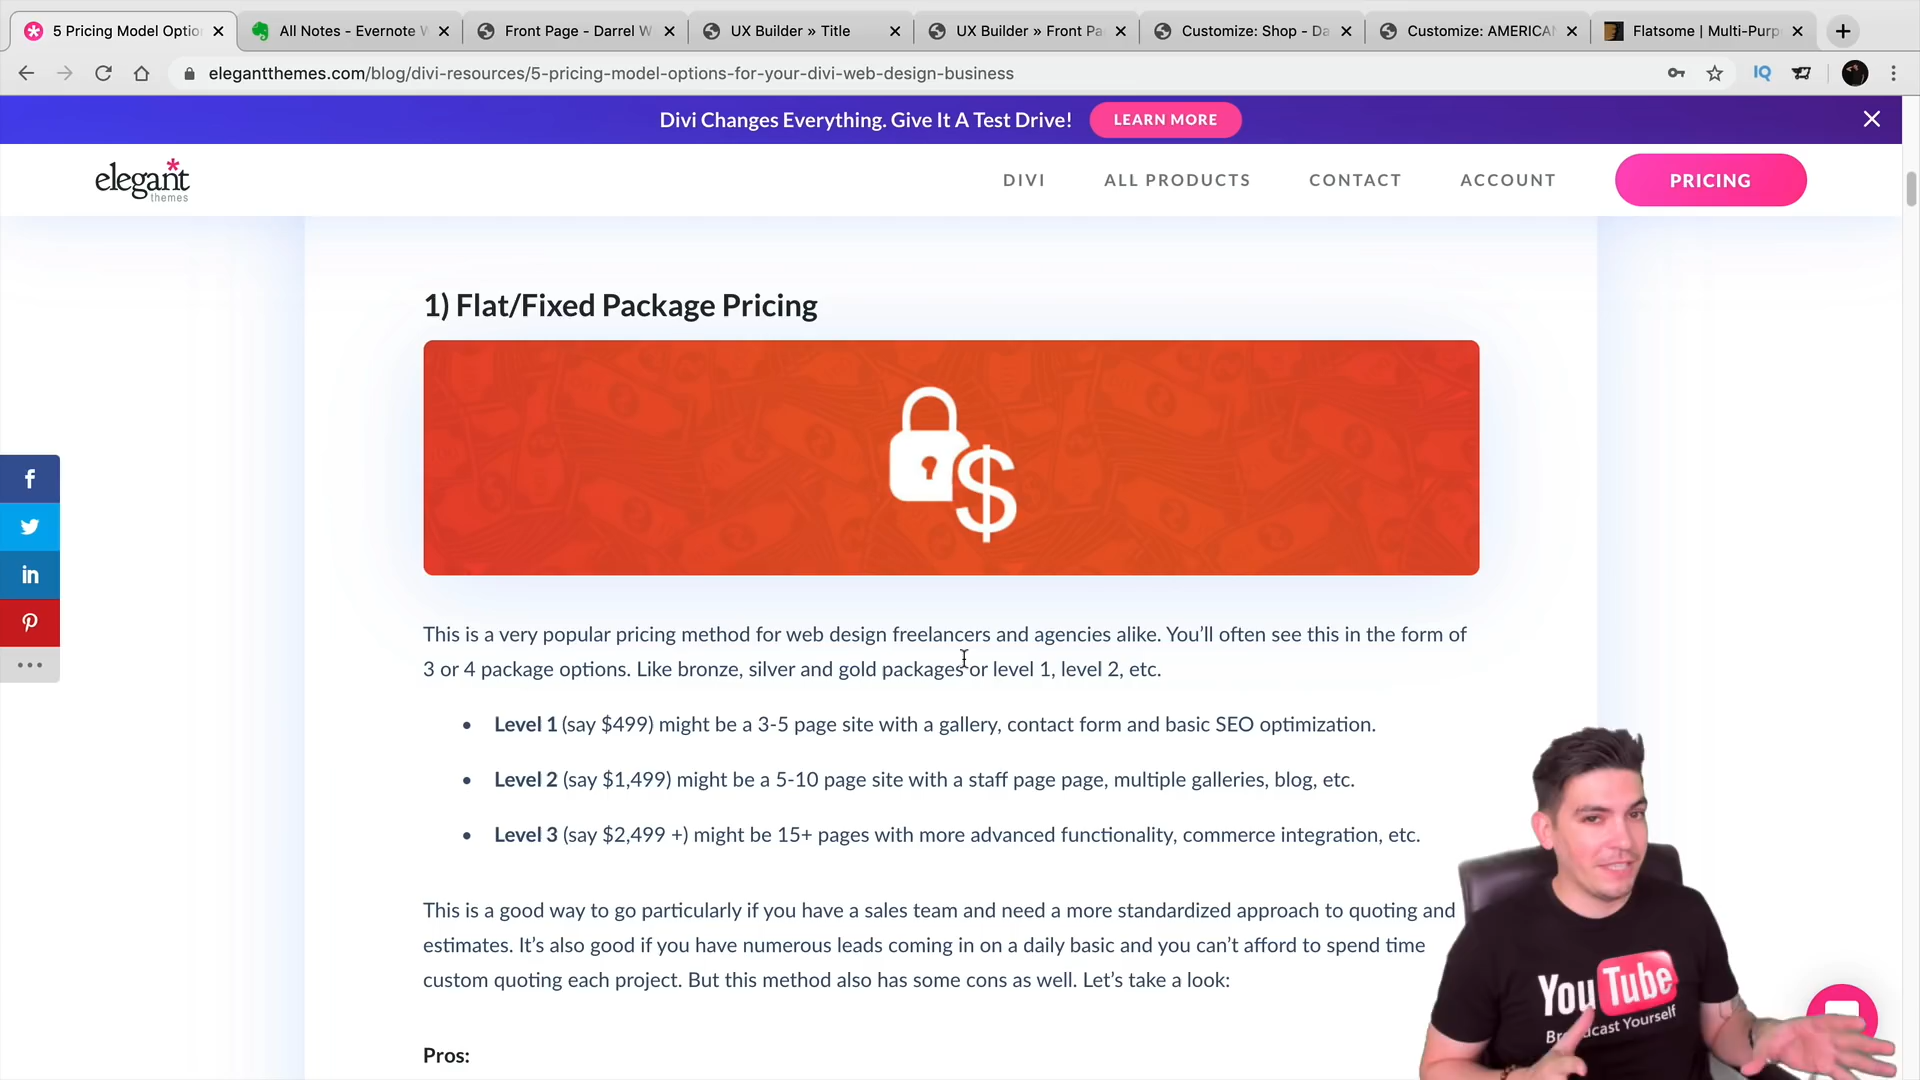 5 Pricing Model Optio
All Notes - Evernote W
Front Page - Darrel W
UX Builder » Title
UX Builder » Front Pa
Customize: Shop - Da
Customize: AMERICAN
Flatsome | Multi-Purp
elegantthemes.com/blog/divi-resources/5-pricing-model-options-for-your-divi-web-design-business
IQ
Divi Changes Everything. Give It A Test Drive!
LEARN MORE
elegant
themes
DIVI
ALL PRODUCTS
CONTACT
ACCOUNT
PRICING
1) Flat/Fixed Package Pricing
$
This is a very popular pricing method for web design freelancers and agencies alike. You’ll often see this in the form of
3 or 4 package options. Like bronze, silver and gold packages or level 1, level 2, etc.
• Level 1 (say $499) might be a 3-5 page site with a gallery, contact form and basic SEO optimization.
• Level 2 (say $1,499) might be a 5-10 page site with a staff page page, multiple galleries, blog, etc.
• Level 3 (say $2,499 +) might be 15+ pages with more advanced functionality, commerce integration, etc.
This is a good way to go particularly if you have a sales team and need a more standardized approach to quoting and
estimates. It’s also good if you have numerous leads coming in on a daily basic and you can’t afford to spend time
custom quoting each project. But this method also has some cons as well. Let’s take a look:
Pros:
YouTube
Broadcast Yourself